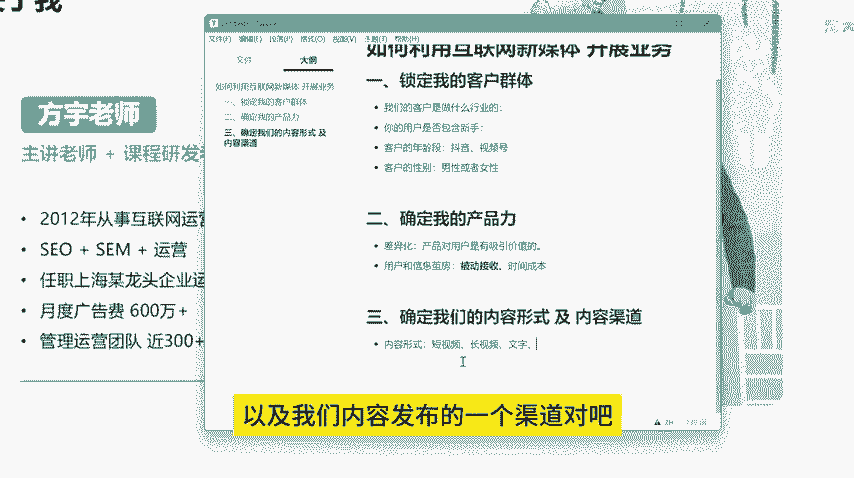 于我
方宇老师
主讲老师 + 课程研发
• 2012年从事互联网运营
• SEO + SEM + 运营
• 任职上海某龙头企业运
• 月度广告费 600万+
• 管理运营团队 近300+
文件(F) 编辑(E) 段落(P) 格式(O) 视图(V) 主题(T) 帮助(H)
文件 大纲
如何利用互联网新媒体 开展业务
一、锁定我的客户群体
二、确定我的产品力
三、确定我们的内容形式 及
内容渠道
如何利用互联网新媒体 开展业务
一、锁定我的客户群体
• 我们的客户是做什么行业的:
• 你的用户是否包含新手:
• 客户的年龄段: 抖音、视频号
• 客户的性别: 男性或者女性
二、确定我的产品力
• 差异化: 产品对用户是有吸引价值的。
• 用户和信息茧房: 被动接收、时间成本
三、确定我们的内容形式 及 内容渠道
• 内容形式: 短视频、长视频、文字、
以及我们内容发布的一个渠道对吧